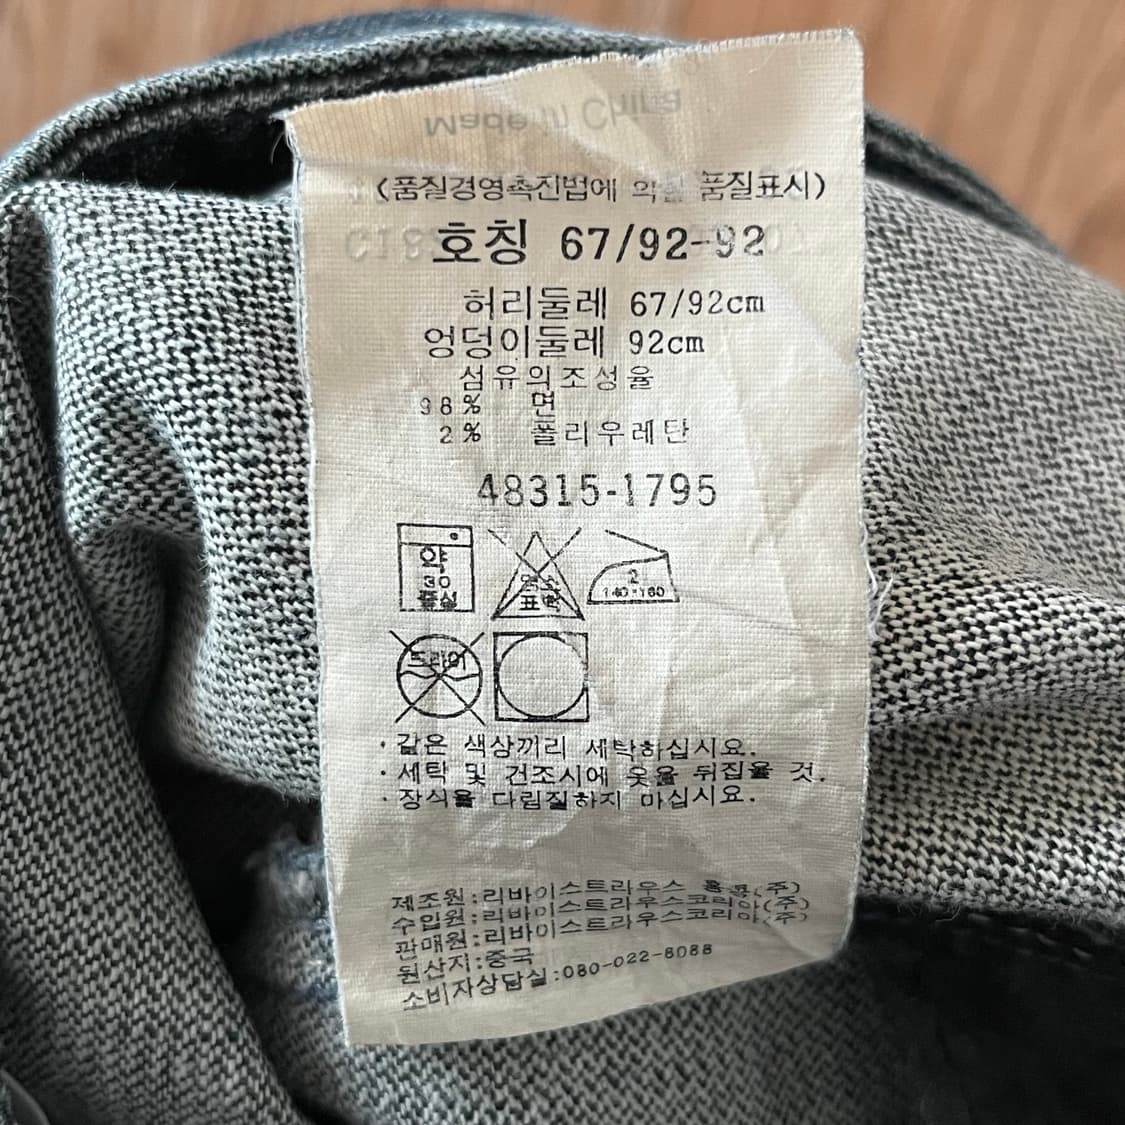 Made in China
(품질경영촉진법에 의한 품질표시)
호칭 67/92-92
허리둘레 67/92cm
엉덩이둘레 92cm
섬유의조성율
98% 면
2% 폴리우레탄
48315-1795
약
30
중성
염소
표백
2
140-160
드라이
· 같은 색상끼리 세탁하십시요.
· 세탁 및 건조시에 옷을 뒤집을 것.
· 장식을 다림질하지 마십시요.
제조원:리바이스트라우스 홍콩(주)
수입원:리바이스트라우스코리아(주)
판매원:리바이스트라우스코리아(주)
원산지:중국
소비자상담실:080-022-8088